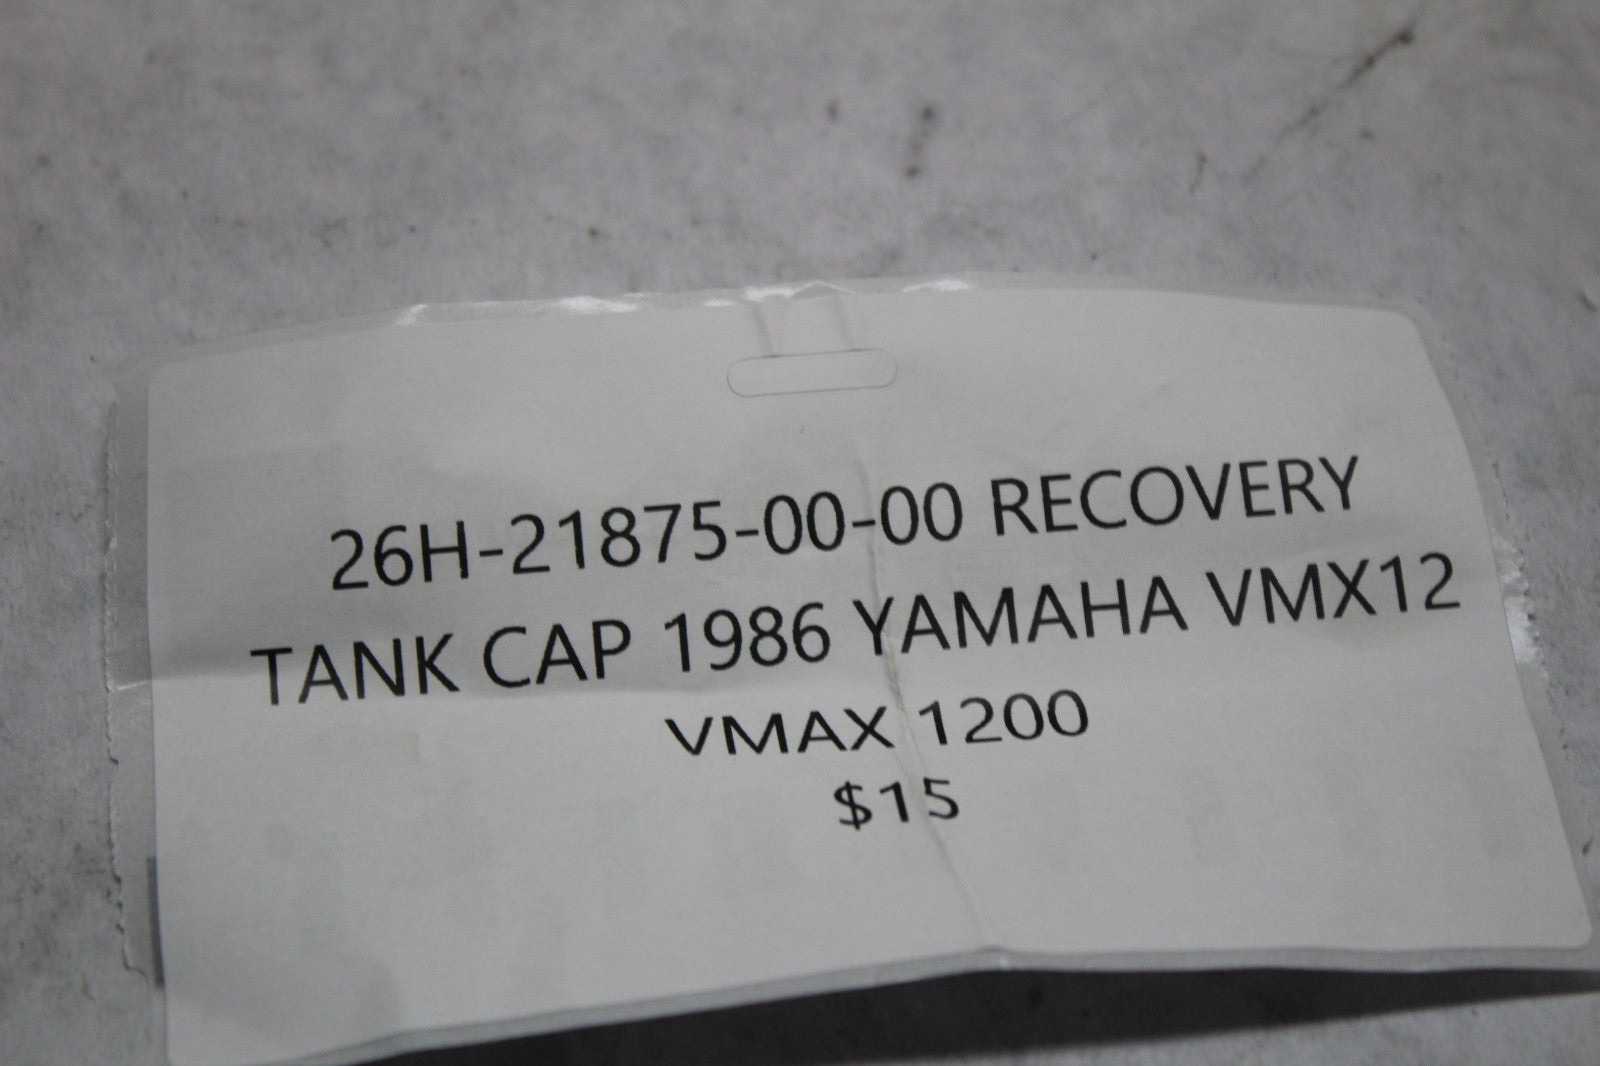 26H-21875-00-00 RECOVERY
TANK CAP 1986 YAMAHA VMX12
VMAX 1200
$15